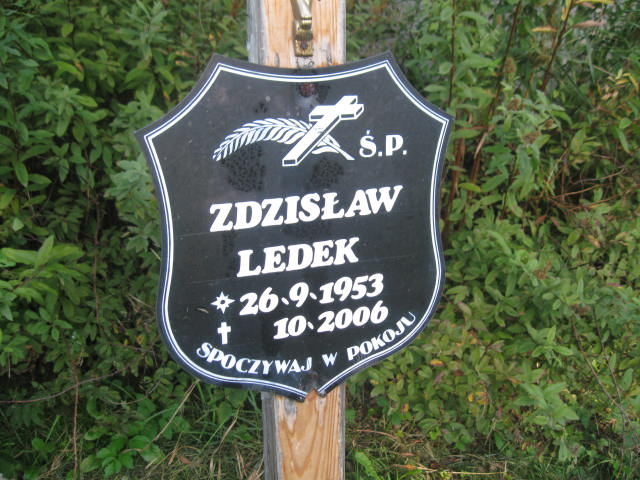 Ś.P.
ZDZISŁAW
LEDEK
26.9.1953
10.2006
SPOCZYWAJ W POKOJU